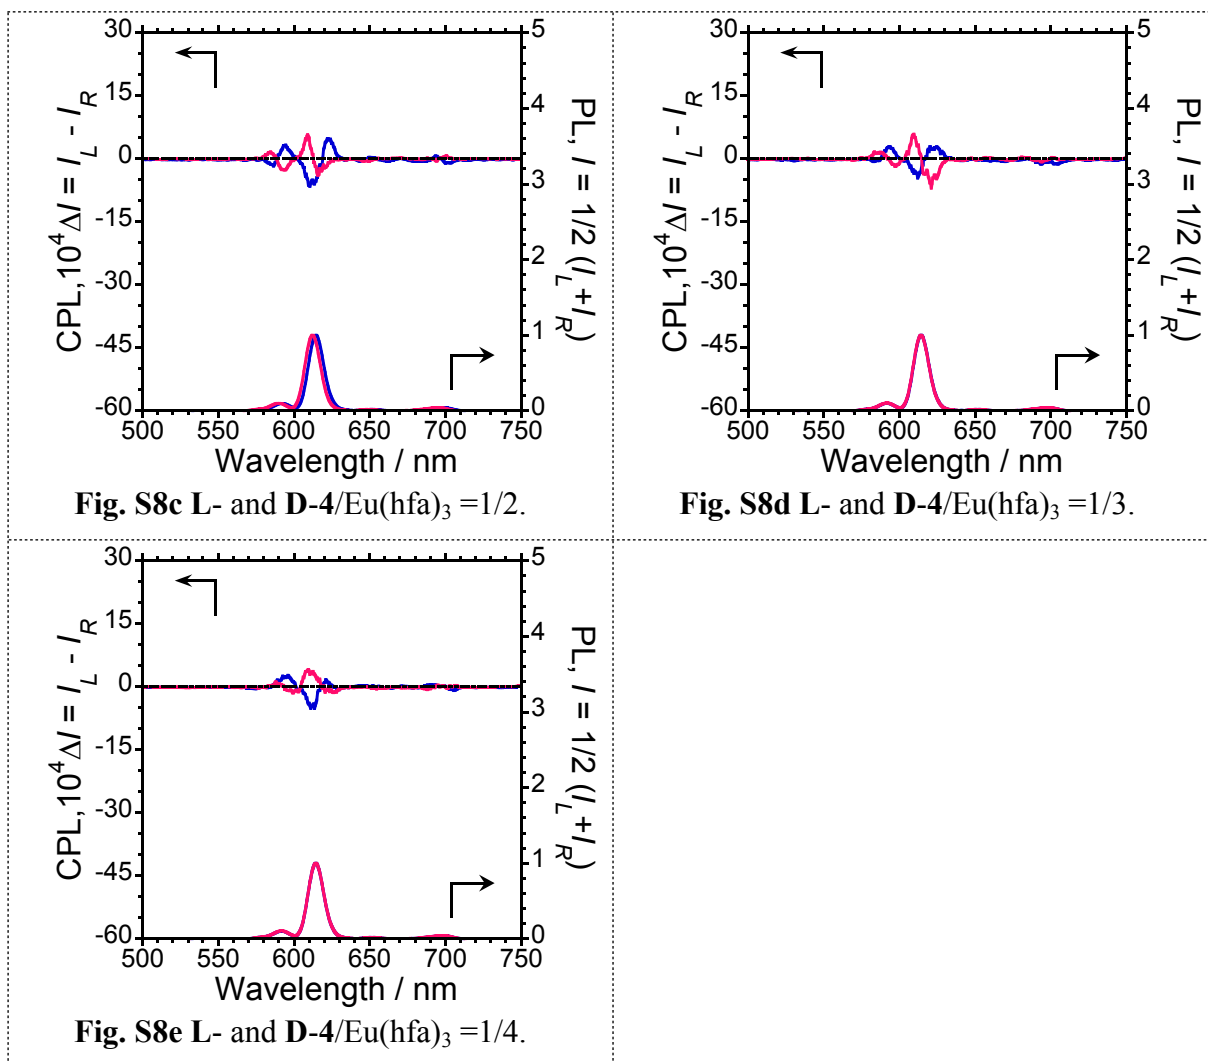 30
15
0
-15
-30
-45
-60
CPL, 10⁴ ΔI = I_L - I_R
5
4
3
2
1
0
PL, I = 1/2 (I_L+I_R)
500 550 600 650 700 750
Wavelength / nm
Fig. S8c L- and D-4/Eu(hfa)₃ =1/2.
30
15
0
-15
-30
-45
-60
CPL, 10⁴ ΔI = I_L - I_R
5
4
3
2
1
0
PL, I = 1/2 (I_L+I_R)
500 550 600 650 700 750
Wavelength / nm
Fig. S8d L- and D-4/Eu(hfa)₃ =1/3.
30
15
0
-15
-30
-45
-60
CPL, 10⁴ ΔI = I_L - I_R
5
4
3
2
1
0
PL, I = 1/2 (I_L+I_R)
500 550 600 650 700 750
Wavelength / nm
Fig. S8e L- and D-4/Eu(hfa)₃ =1/4.